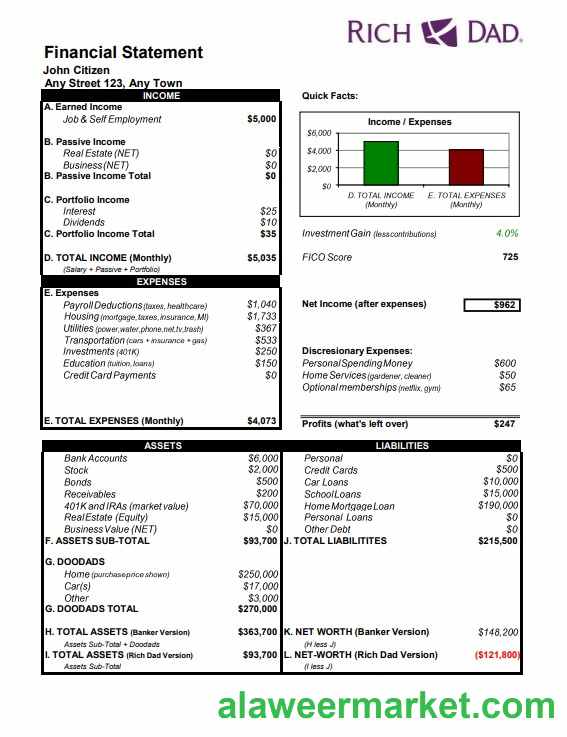 RICH DAD.
Financial Statement
John Citizen
Any Street 123, Any Town
INCOME
A. Earned Income
Job & Self Employment $5,000
B. Passive Income
Real Estate (NET) $0
Business (NET) $0
B. Passive Income Total $0
C. Portfolio Income
Interest $25
Dividends $10
C. Portfolio Income Total $35
D. TOTAL INCOME (Monthly) $5,035
(Salary + Passive + Portfolio)
EXPENSES
E. Expenses
Payroll Deductions (taxes, healthcare) $1,040
Housing (mortgage, taxes, insurance, MI) $1,733
Utilities (power,water,phone,net,tv,trash) $367
Transportation (cars + insurance + gas) $533
Investments (401K) $250
Education (tuition, loans) $150
Credit Card Payments $0
E. TOTAL EXPENSES (Monthly) $4,073
Quick Facts:
Income / Expenses
$6,000
$4,000
$2,000
$0
D. TOTAL INCOME E. TOTAL EXPENSES
(Monthly) (Monthly)
Investment Gain (less contributions) 4.0%
FICO Score 725
Net Income (after expenses) $962
Discresionary Expenses:
Personal Spending Money $600
Home Services (gardener, cleaner) $50
Optional memberships (netflix, gym) $65
Profits (what's left over) $247
ASSETS
Bank Accounts $6,000
Stock $2,000
Bonds $500
Receivables $200
401K and IRAs (market value) $70,000
Real Estate (Equity) $15,000
Business Value (NET) $0
F. ASSETS SUB-TOTAL $93,700
G. DOODADS
Home (purchase price shown) $250,000
Car(s) $17,000
Other $3,000
G. DOODADS TOTAL $270,000
H. TOTAL ASSETS (Banker Version) $363,700
Assets Sub-Total + Doodads
I. TOTAL ASSETS (Rich Dad Version) $93,700
Assets Sub-Total
LIABILITIES
Personal $0
Credit Cards $500
Car Loans $10,000
School Loans $15,000
Home Mortgage Loan $190,000
Personal Loans $0
Other Debt $0
J. TOTAL LIABILITITES $215,500
K. NET WORTH (Banker Version) $148,200
(H less J)
L. NET-WORTH (Rich Dad Version) ($121,800)
(I less J)
alaweermarket.com